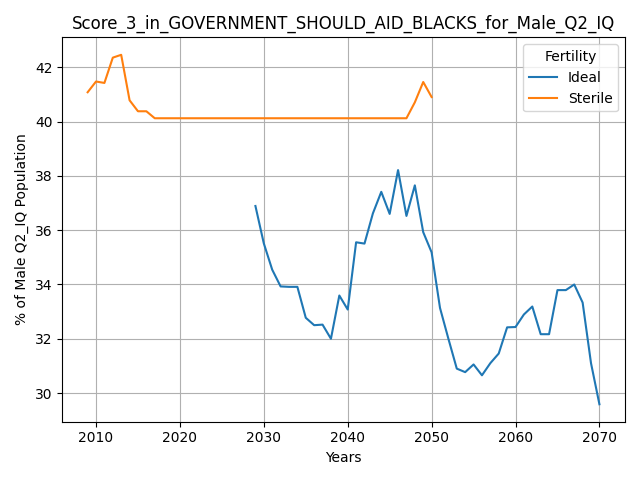 Score_3_in_GOVERNMENT_SHOULD_AID_BLACKS_for_Male_Q2_IQ
Fertility
Ideal
Sterile
% of Male Q2_IQ Population
42
40
38
36
34
32
30
2010
2020
2030
2040
2050
2060
2070
Years